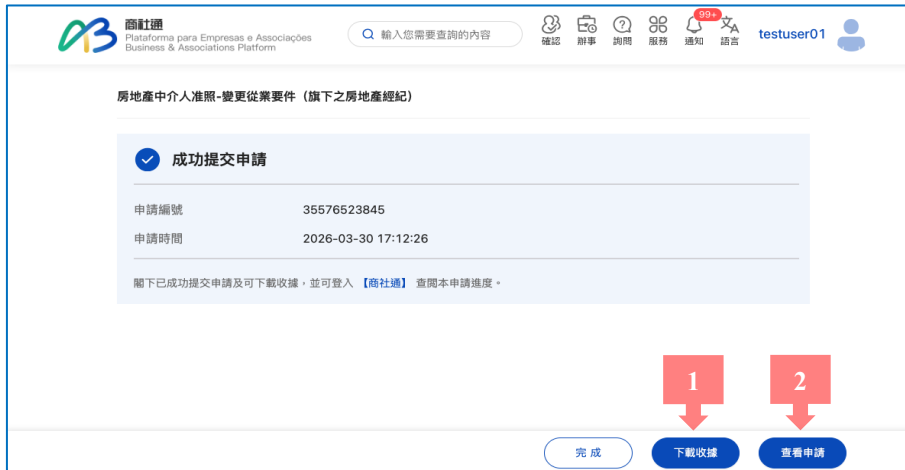 商社通
Plataforma para Empresas e Associações
Business & Associations Platform
輸入您需要查詢的內容
確認
辦事
詢問
服務
99+
通知
語言
testuser01
房地產中介人准照-變更從業要件（旗下之房地產經紀）
成功提交申請
申請編號 35576523845
申請時間 2026-03-30 17:12:26
閣下已成功提交申請及可下載收據，並可登入 【商社通】 查閱本申請進度。
1
2
完成
下載收據
查看申請